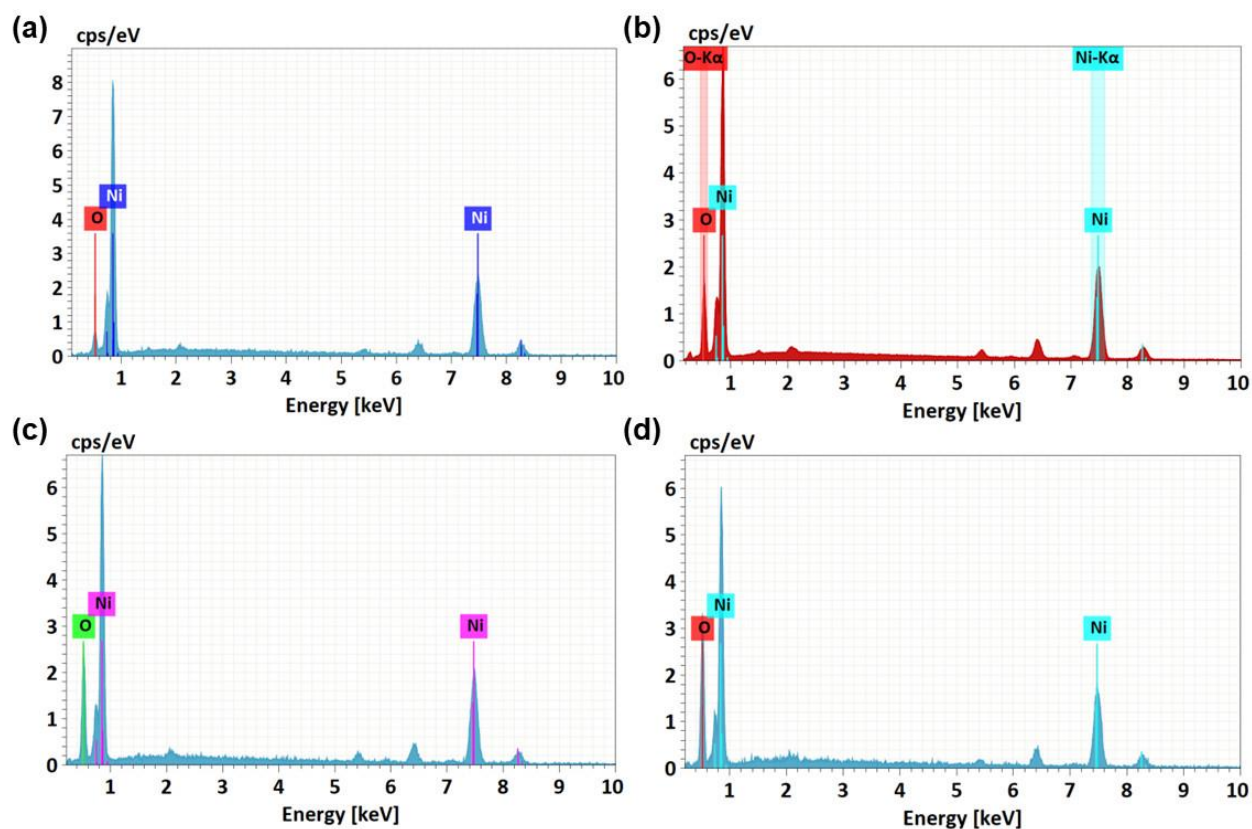 (a)
cps/eV
8
7
6
5
4
3
2
1
0
O
Ni
Ni
1 2 3 4 5 6 7 8 9 10
Energy [keV]
(b)
cps/eV
O-Kα
Ni-Kα
6
5
4
3
2
1
0
O
Ni
Ni
1 2 3 4 5 6 7 8 9 10
Energy [keV]
(c)
cps/eV
6
5
4
3
2
1
0
O
Ni
Ni
1 2 3 4 5 6 7 8 9 10
Energy [keV]
(d)
cps/eV
6
5
4
3
2
1
0
O
Ni
Ni
1 2 3 4 5 6 7 8 9 10
Energy [keV]